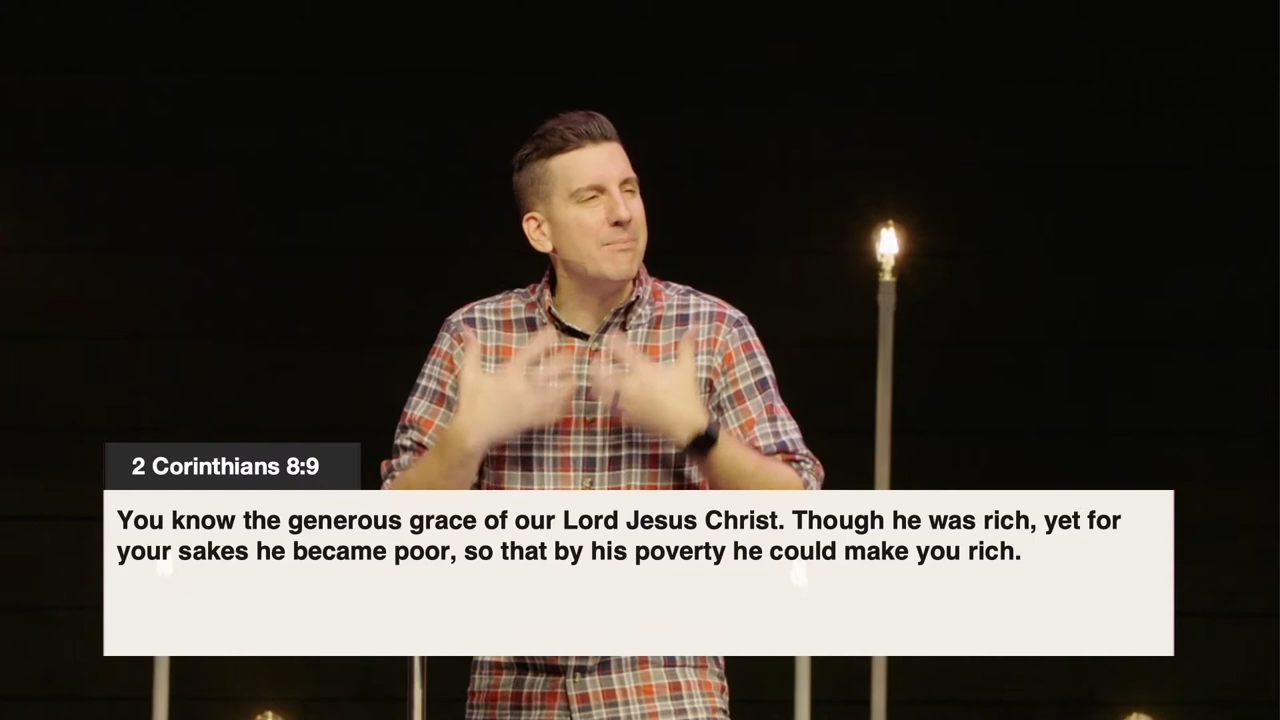 2 Corinthians 8:9
You know the generous grace of our Lord Jesus Christ. Though he was rich, yet for
your sakes he became poor, so that by his poverty he could make you rich.